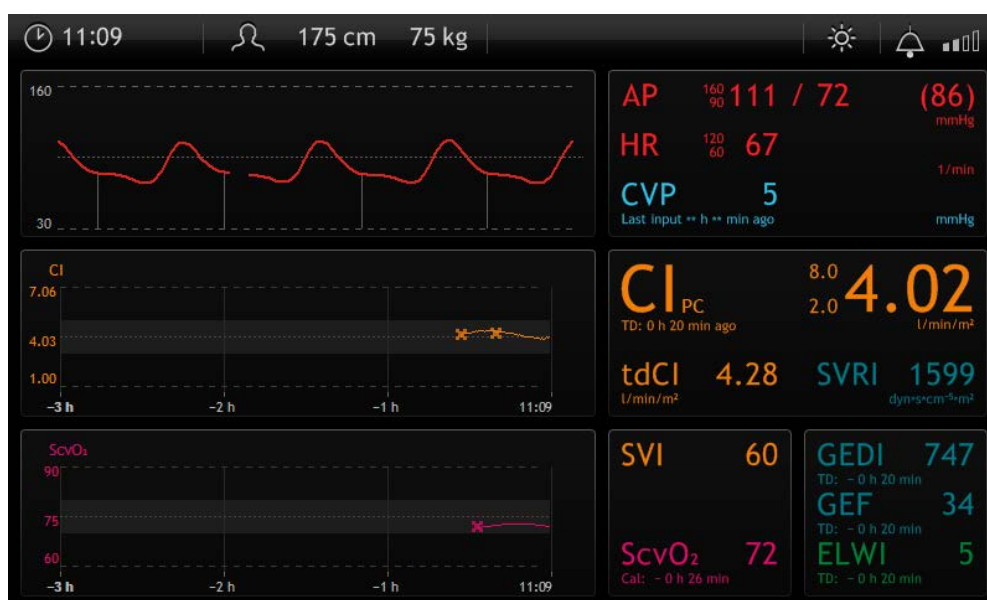 11:09 175 cm 75 kg
160
30
AP 160 90 111 / 72 (86)
mmHg
HR 120 60 67
1/min
CVP 5
Last input ** h ** min ago mmHg
CI
7.06
4.03
1.00
−3 h −2 h −1 h 11:09
CI PC 8.0 2.0 4.02
TD: 0 h 20 min ago l/min/m²
tdCI 4.28 SVRI 1599
l/min/m² dyn•s•cm⁻⁵•m²
ScvO₂
90
75
60
−3 h −2 h −1 h 11:09
SVI 60
ScvO₂ 72
Cal: − 0 h 26 min
GEDI 747
TD: − 0 h 20 min
GEF 34
TD: − 0 h 20 min
ELWI 5
TD: − 0 h 20 min